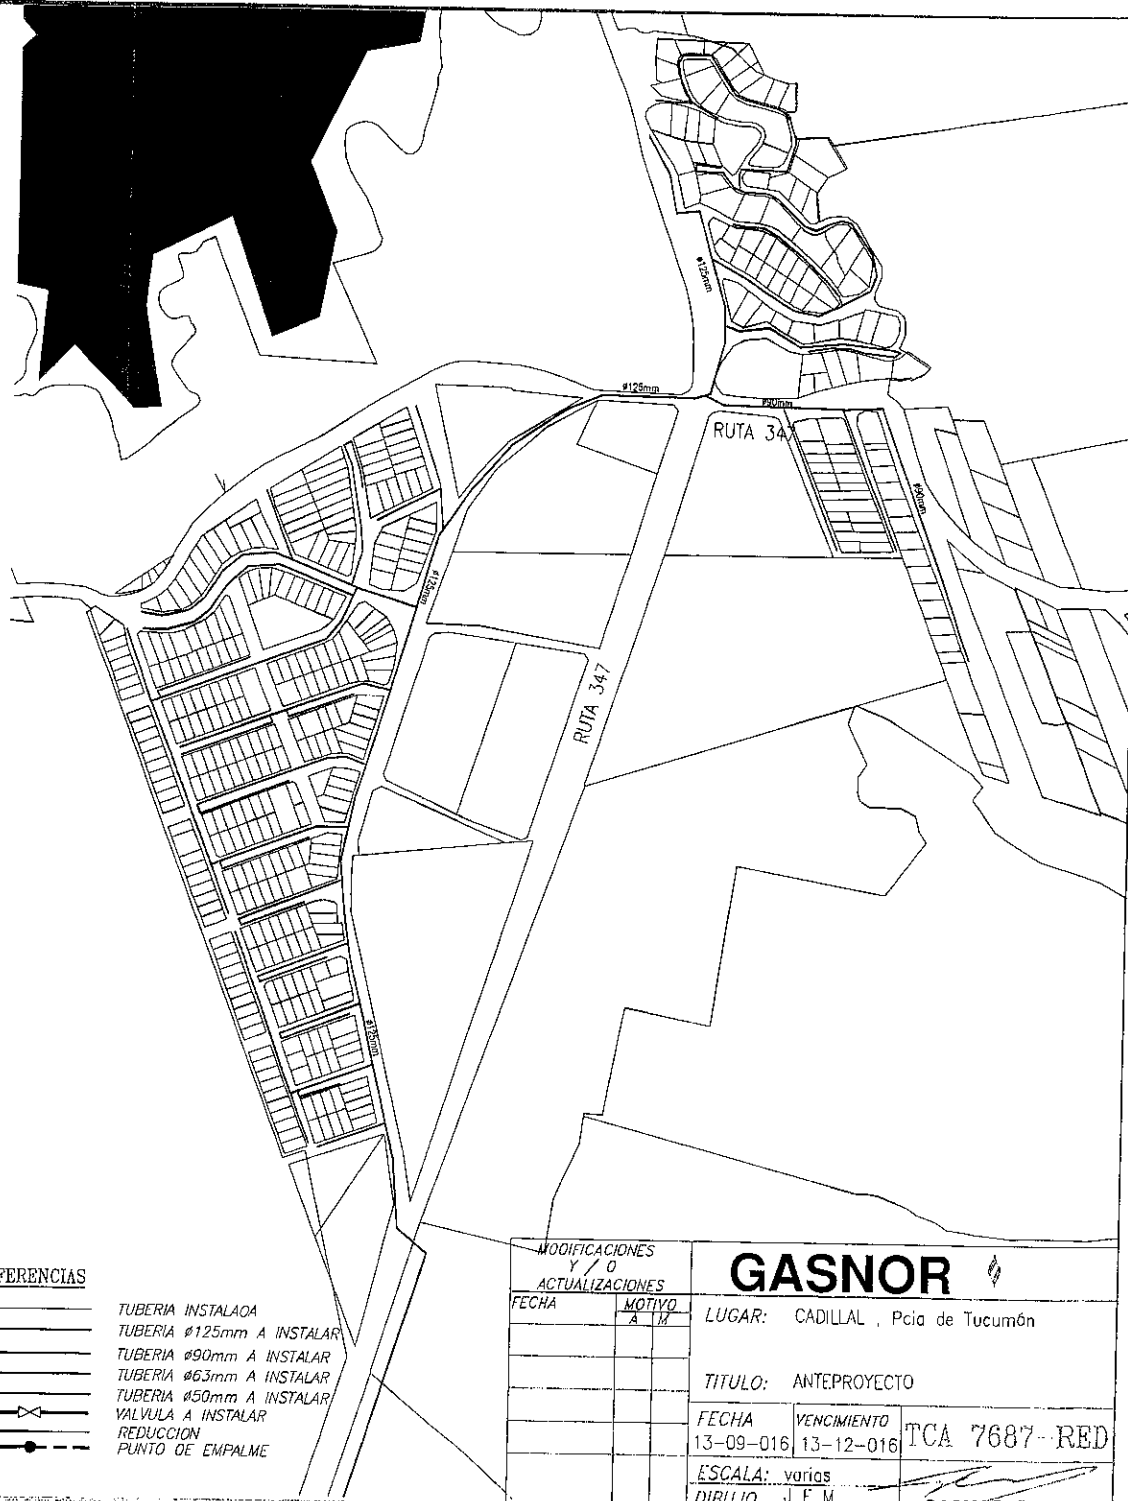 ø125mm
ø125mm
ø90mm
RUTA 347
ø90mm
ø125mm
RUTA 347
ø125mm
FERENCIAS
TUBERIA INSTALADA
TUBERIA ø125mm A INSTALAR
TUBERIA ø90mm A INSTALAR
TUBERIA ø63mm A INSTALAR
TUBERIA ø50mm A INSTALAR
VALVULA A INSTALAR
REDUCCION
PUNTO DE EMPALME
MODIFICACIONES
Y / O
ACTUALIZACIONES
FECHA MOTIVO
A M
GASNOR
LUGAR: CADILLAL , Pcia de Tucumón
TITULO: ANTEPROYECTO
FECHA VENCIMIENTO
13-09-016 13-12-016 TCA 7687-RED
ESCALA: varias
DIBUJO J.F.M.